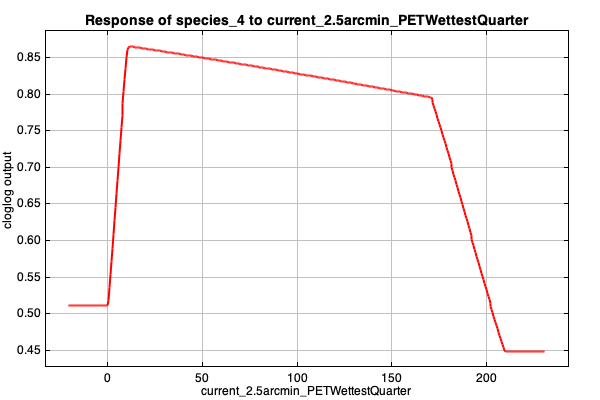 Response of species_4 to current_2.5arcmin_PETWettestQuarter
cloglog output
0.85
0.80
0.75
0.70
0.65
0.60
0.55
0.50
0.45
0 50 100 150 200
current_2.5arcmin_PETWettestQuarter